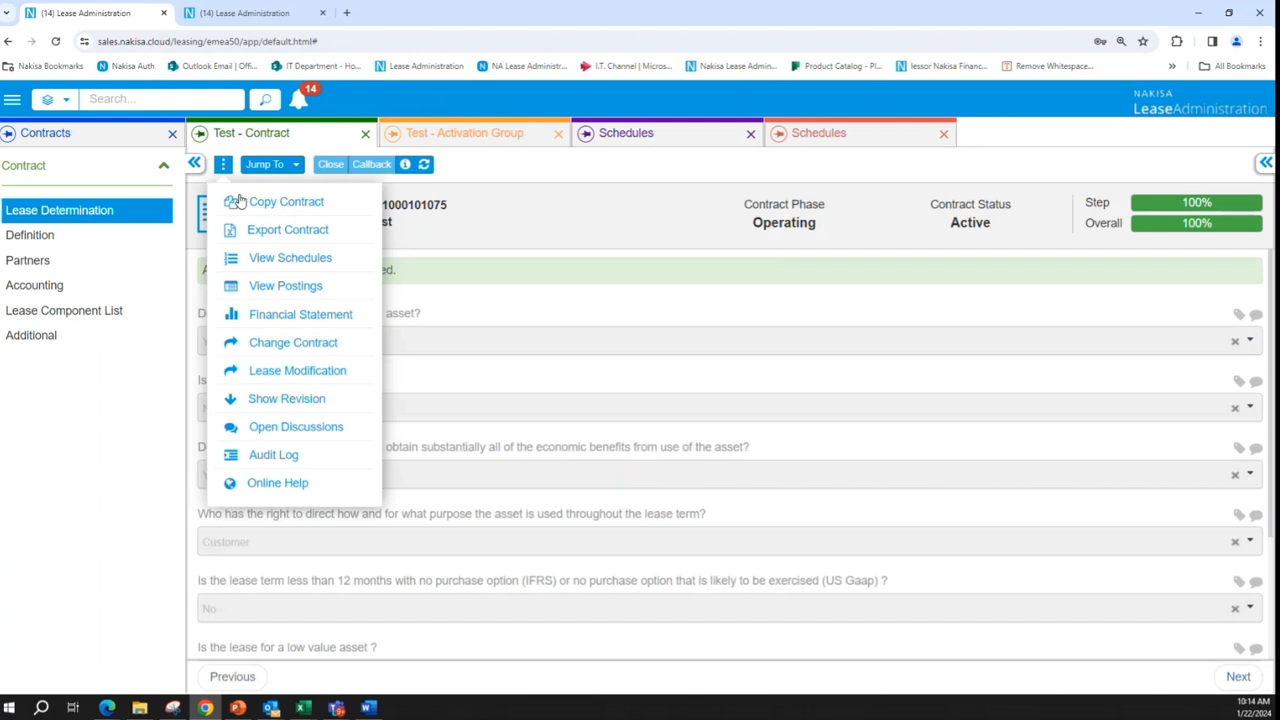 (14) Lease Administration
(14) Lease Administration
sales.nakisa.cloud/leasing/emea50/app/default.html#
Nakisa Bookmarks
Nakisa Auth
Outlook Email | Offi...
IT Department - Ho...
Lease Administration
NA Lease Administr...
I.T. Channel | Micros...
Nakisa Lease Admin...
Product Catalog - Pl...
lessor Nakisa Financ...
Remove Whitespace...
All Bookmarks
Search...
14
NAKISA
LeaseAdministration
Contracts
Test - Contract
Test - Activation Group
Schedules
Schedules
Contract
Jump To
Close
Callback
Lease Determination
Definition
Partners
Accounting
Lease Component List
Additional
Copy Contract
Export Contract
View Schedules
View Postings
Financial Statement
Change Contract
Lease Modification
Show Revision
Open Discussions
Audit Log
Online Help
1000101075
st
Contract Phase
Operating
Contract Status
Active
Step
100%
Overall
100%
ed.
asset?
Is
obtain substantially all of the economic benefits from use of the asset?
Who has the right to direct how and for what purpose the asset is used throughout the lease term?
Customer
Is the lease term less than 12 months with no purchase option (IFRS) or no purchase option that is likely to be exercised (US Gaap) ?
No
Is the lease for a low value asset ?
Previous
Next
10:14 AM
1/22/2024